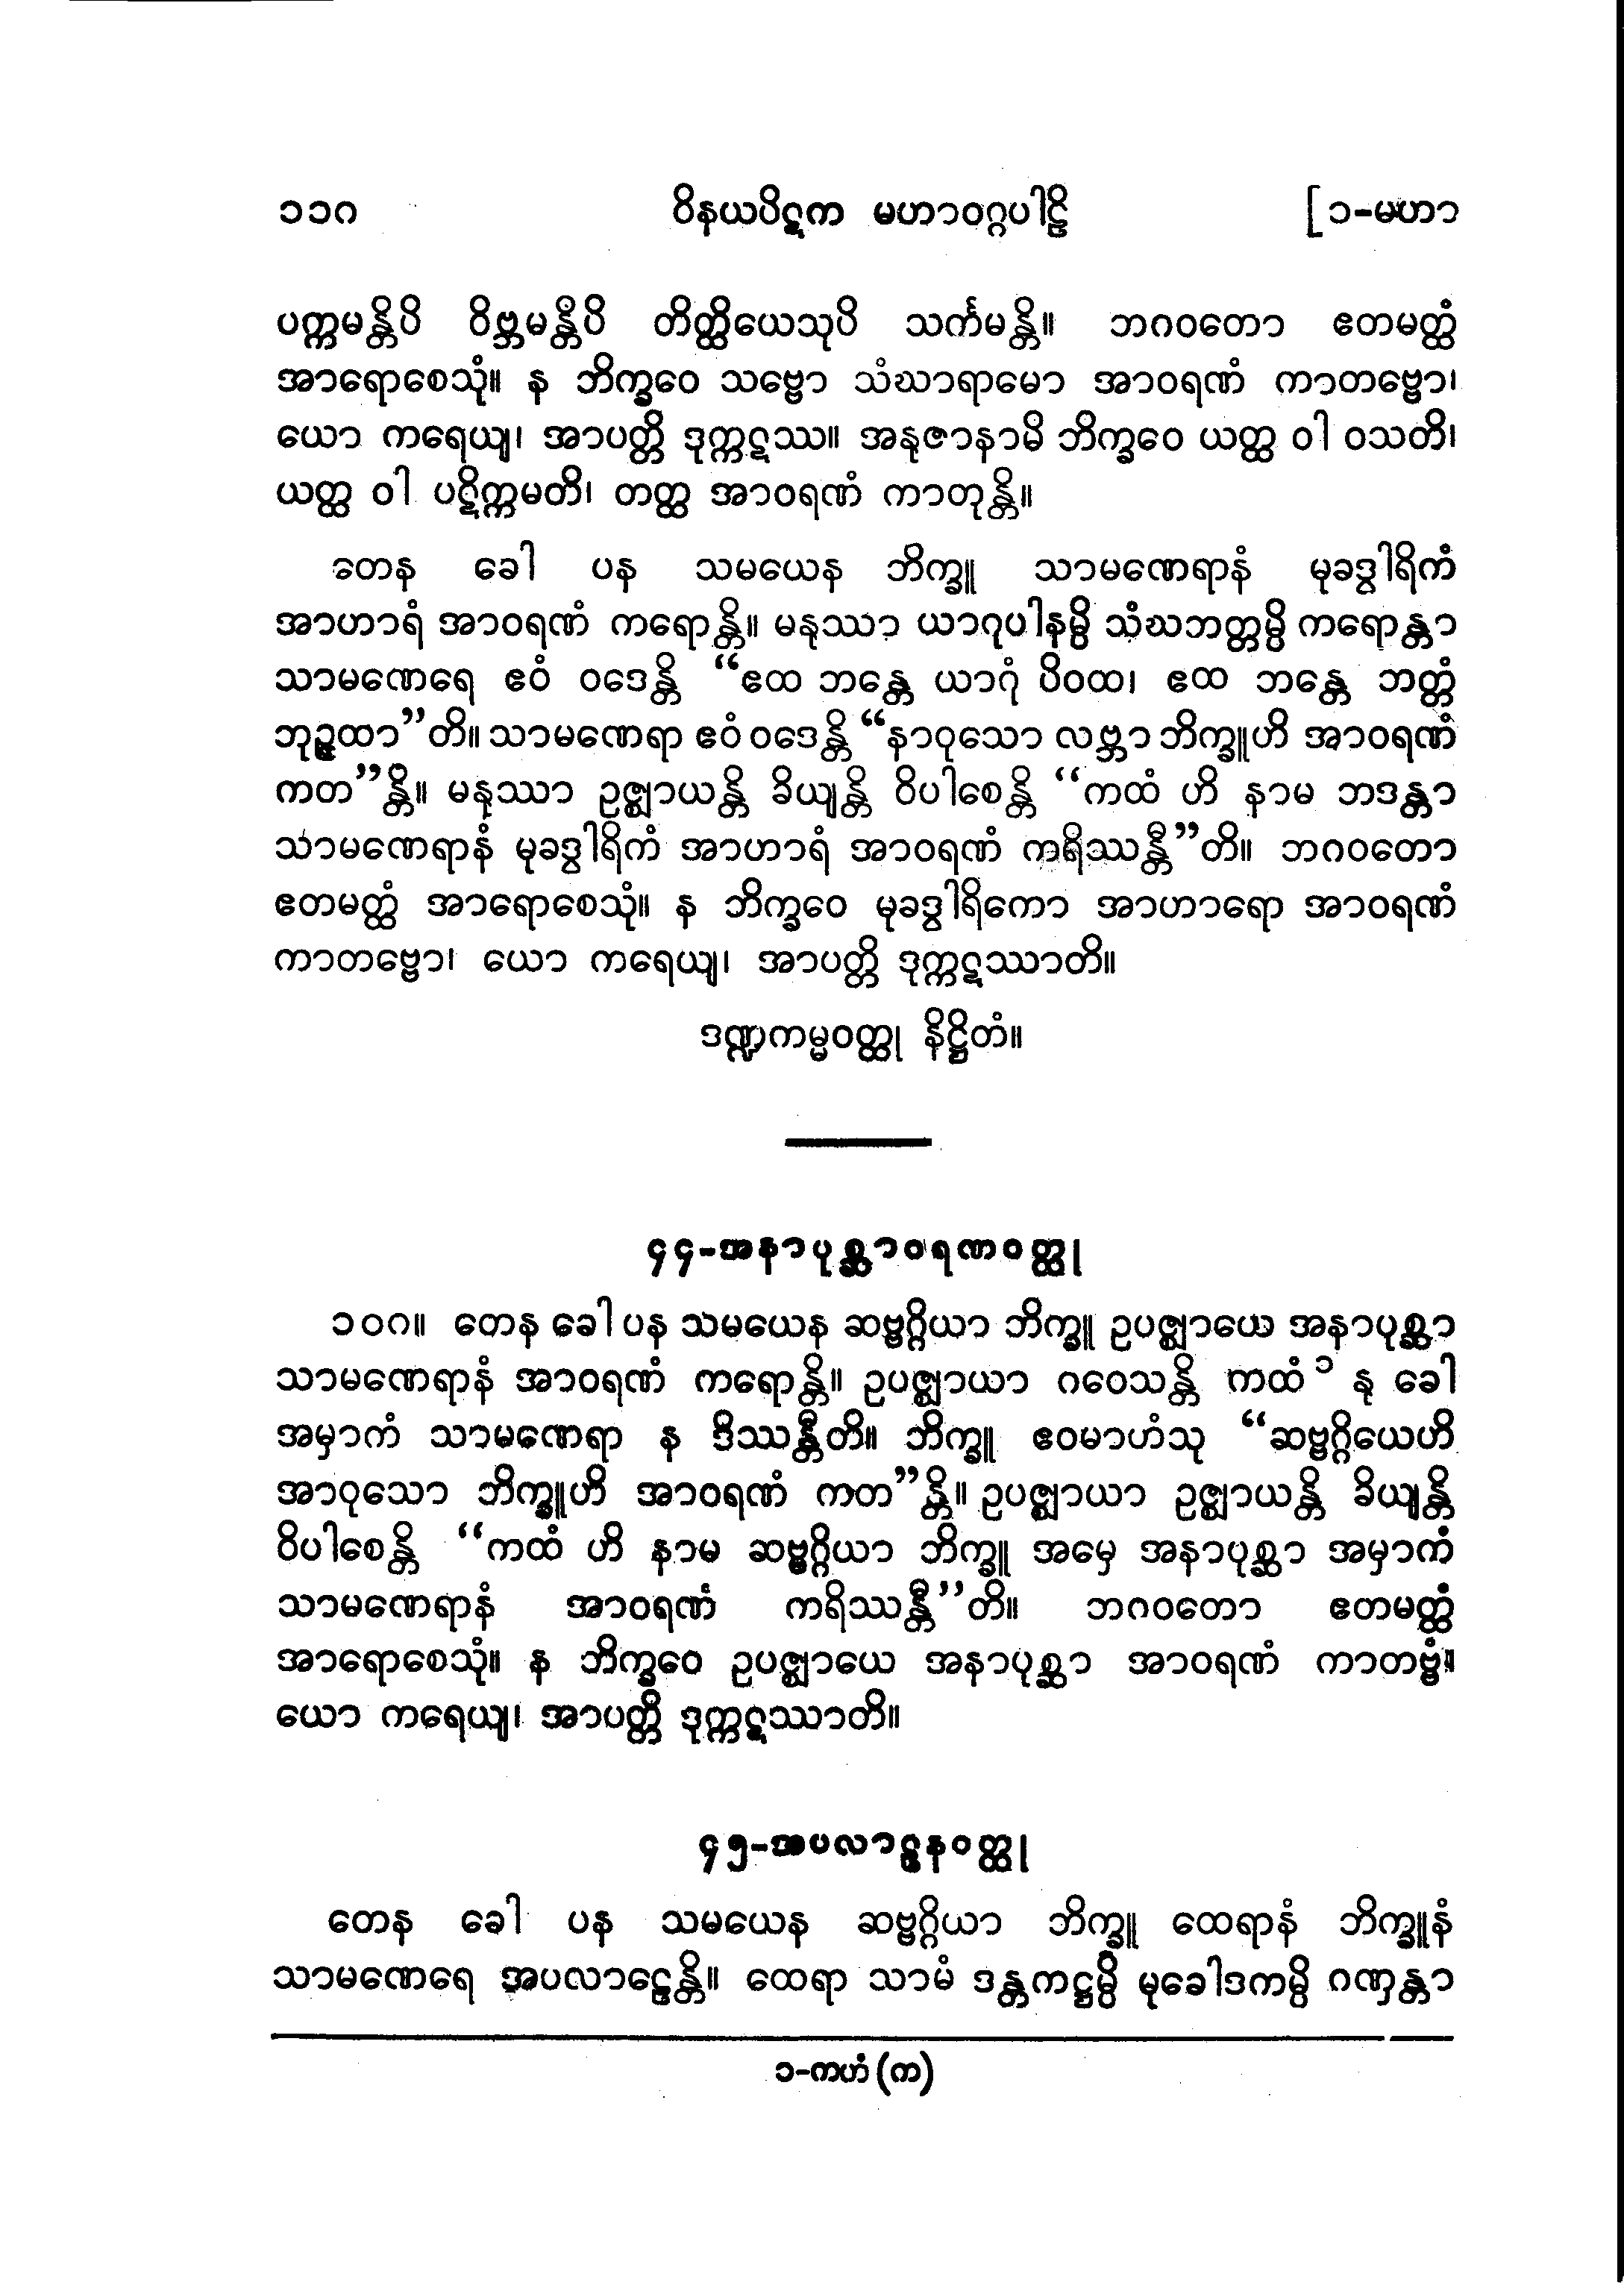 ၁၁၈ ဝိနယပိဋက မဟာဝဂ္ဂပါဠိ [၁-မဟာ
ပက္ကမန္တိပိ ဝိဗ္ဘမန္တိပိ တိတ္ထိယေသုပိ သင်္ကမန္တိ။ ဘဂဝတော ဧတမတ္ထံ
အာရောစေသုံ။ န ဘိက္ခဝေ သဗ္ဗော သံဃာရာမော အာဝရဏံ ကာတဗ္ဗော၊
ယော ကရေယျ၊ အာပတ္တိ ဒုက္ကဋဿ။ အနုဇာနာမိ ဘိက္ခဝေ ယတ္ထ ဝါ ဝသတိ၊
ယတ္ထ ဝါ ပဋိက္ကမတိ၊ တတ္ထ အာဝရဏံ ကာတုန္တိ။
တေန ခေါ ပန သမယေန ဘိက္ခူ သာမဏေရာနံ မုခဒွါရိကံ
အာဟာရံ အာဝရဏံ ကရောန္တိ။ မနုဿာ ယာဂုပါနမ္ပိ သံဃဘတ္တမ္ပိ ကရောန္တာ
သာမဏေရေ ဧဝံ ဝဒေန္တိ “ဧထ ဘန္တေ ယာဂုံ ပိဝထ၊ ဧထ ဘန္တေ ဘတ္တံ
ဘုဉ္ဇထာ”တိ။ သာမဏေရာ ဧဝံ ဝဒေန္တိ “နာဝုသော လဗ္ဘာ ဘိက္ခူဟိ အာဝရဏံ
ကတ”န္တိ။ မနုဿာ ဥဇ္ဈာယန္တိ ခိယျန္တိ ဝိပါစေန္တိ “ကထံ ဟိ နာမ ဘဒန္တာ
သာမဏေရာနံ မုခဒွါရိကံ အာဟာရံ အာဝရဏံ ကရိဿန္တီ”တိ။ ဘဂဝတော
ဧတမတ္ထံ အာရောစေသုံ။ န ဘိက္ခဝေ မုခဒွါရိကော အာဟာရော အာဝရဏံ
ကာတဗ္ဗော၊ ယော ကရေယျ၊ အာပတ္တိ ဒုက္ကဋဿာတိ။
ဒဏ္ဍကမ္မဝတ္ထု နိဋ္ဌိတံ။
၄၄-အနာပုစ္ဆာဝရဏဝတ္ထု
၁၀၈။ တေန ခေါ ပန သမယေန ဆဗ္ဗဂ္ဂိယာ ဘိက္ခူ ဥပဇ္ဈာယေ အနာပုစ္ဆာ
သာမဏေရာနံ အာဝရဏံ ကရောန္တိ။ ဥပဇ္ဈာယာ ဂဝေသန္တိ ကထံ ၁ နု ခေါ
အမှာကံ သာမဏေရာ န ဒိဿန္တီတိ။ ဘိက္ခူ ဧဝမာဟံသု “ဆဗ္ဗဂ္ဂိယေဟိ
အာဝုသော ဘိက္ခူဟိ အာဝရဏံ ကတ”န္တိ။ ဥပဇ္ဈာယာ ဥဇ္ဈာယန္တိ ခိယျန္တိ
ဝိပါစေန္တိ “ကထံ ဟိ နာမ ဆဗ္ဗဂ္ဂိယာ ဘိက္ခူ အမှေ အနာပုစ္ဆာ အမှာကံ
သာမဏေရာနံ အာဝရဏံ ကရိဿန္တီ”တိ။ ဘဂဝတော ဧတမတ္ထံ
အာရောစေသုံ။ န ဘိက္ခဝေ ဥပဇ္ဈာယေ အနာပုစ္ဆာ အာဝရဏံ ကာတဗ္ဗံ။
ယော ကရေယျ၊ အာပတ္တိ ဒုက္ကဋဿာတိ။
၄၅-အပလာဠနဝတ္ထု
တေန ခေါ ပန သမယေန ဆဗ္ဗဂ္ဂိယာ ဘိက္ခူ ထေရာနံ ဘိက္ခူနံ
သာမဏေရေ အပလာဠေန္တိ။ ထေရာ သာမံ ဒန္တကဋ္ဌမ္ပိ မုခေါဒကမ္ပိ ဂဏှန္တာ
၁-ကဟံ (က)